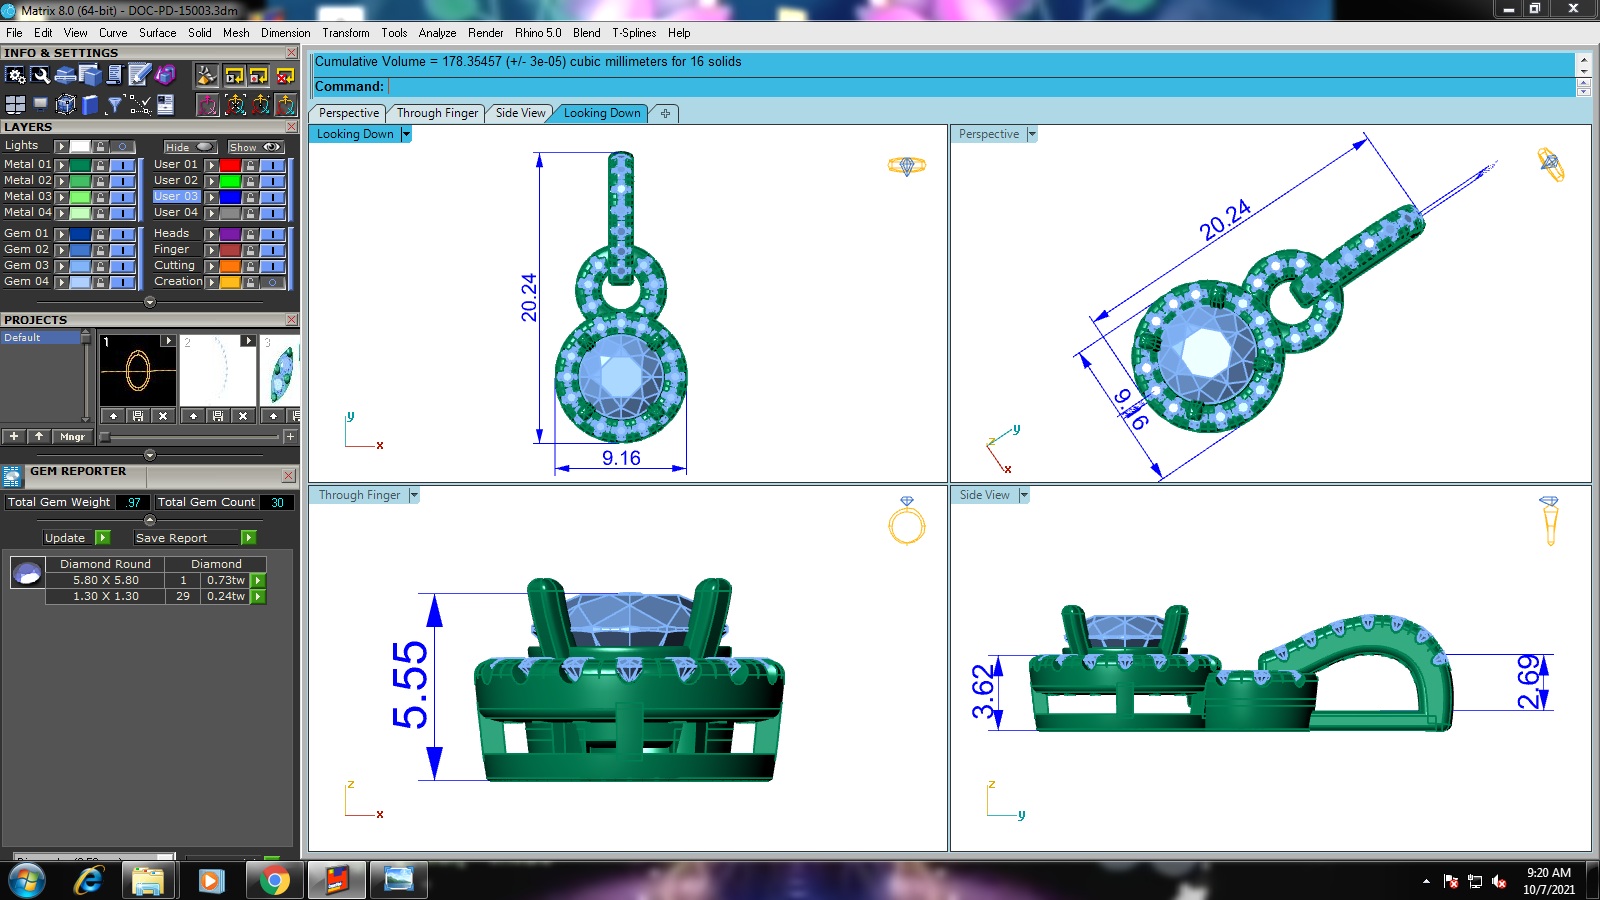 Matrix 8.0 (64-bit) - DOC-PD-15003.3dm
File Edit View Curve Surface Solid Mesh Dimension Transform Tools Analyze Render Rhino 5.0 Blend T-Splines Help
INFO & SETTINGS
Cumulative Volume = 178.35457 (+/- 3e-05) cubic millimeters for 16 solids
Command:
Perspective Through Finger Side View Looking Down
LAYERS
Lights Hide Show
Metal 01 User 01
Metal 02 User 02
Metal 03 User 03
Metal 04 User 04
Gem 01 Heads
Gem 02 Finger
Gem 03 Cutting
Gem 04 Creation
PROJECTS
Default
1 2 3
Mngr
GEM REPORTER
Total Gem Weight .97 Total Gem Count 30
Update Save Report
Diamond Round Diamond
5.80 X 5.80 1 0.73tw
1.30 X 1.30 29 0.24tw
Looking Down
20.24
9.16
y
x
Perspective
20.24
9.16
z
y
x
Through Finger
5.55
z
x
Side View
3.62
2.69
z
y
9:20 AM
10/7/2021